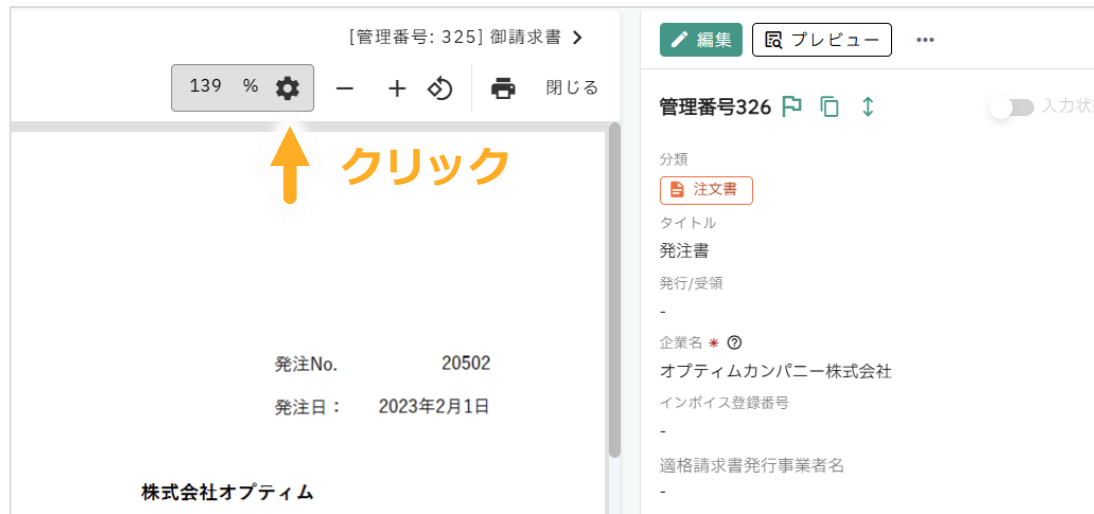 [管理番号: 325] 御請求書
139 %
閉じる
クリック
発注No. 20502
発注日： 2023年2月1日
株式会社オプティム
編集
プレビュー
管理番号326
入力状
分類
注文書
タイトル
発注書
発行/受領
-
企業名 *
オプティムカンパニー株式会社
インボイス登録番号
-
適格請求書発行事業者名
-